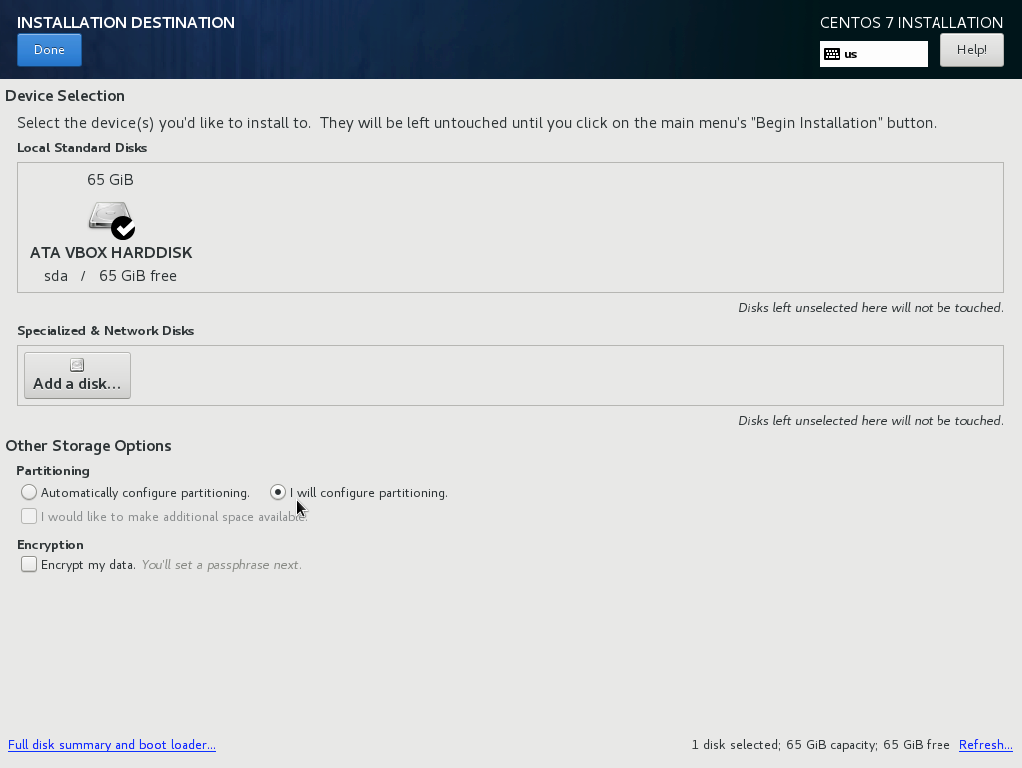 INSTALLATION DESTINATION
CENTOS 7 INSTALLATION
Done
us
Help!
Device Selection
Select the device(s) you'd like to install to.  They will be left untouched until you click on the main menu's "Begin Installation" button.
Local Standard Disks
65 GiB
ATA VBOX HARDDISK
sda / 65 GiB free
Disks left unselected here will not be touched.
Specialized & Network Disks
Add a disk...
Disks left unselected here will not be touched.
Other Storage Options
Partitioning
Automatically configure partitioning. I will configure partitioning.
I would like to make additional space available.
Encryption
Encrypt my data. You'll set a passphrase next.
Full disk summary and boot loader... 1 disk selected; 65 GiB capacity; 65 GiB free Refresh...